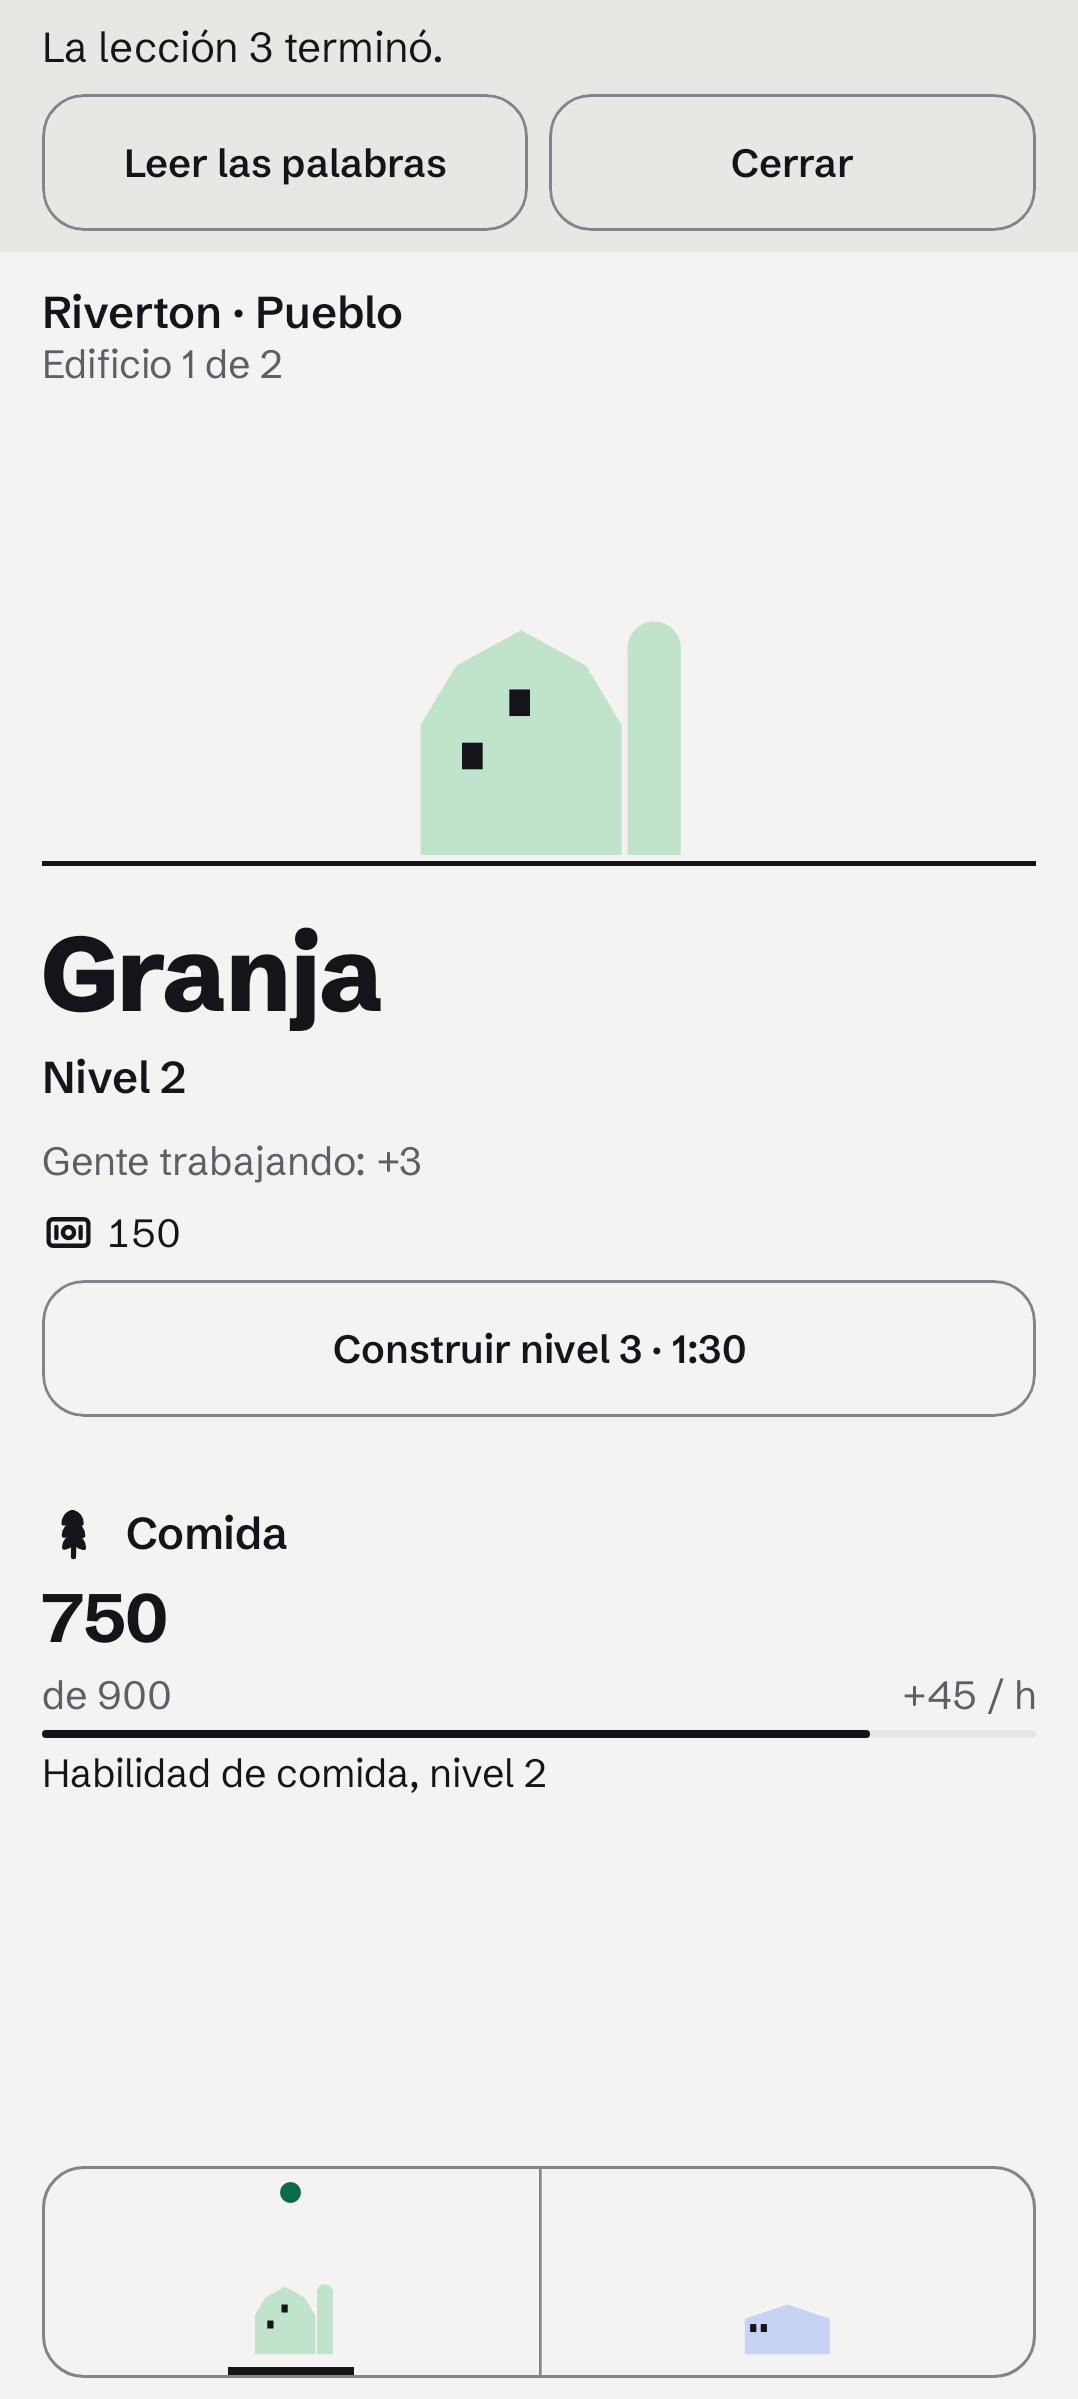 La lección 3 terminó.
Leer las palabras
Cerrar
Riverton · Pueblo
Edificio 1 de 2
Granja
Nivel 2
Gente trabajando: +3
150
Construir nivel 3 · 1:30
Comida
750
de 900
+45 / h
Habilidad de comida, nivel 2